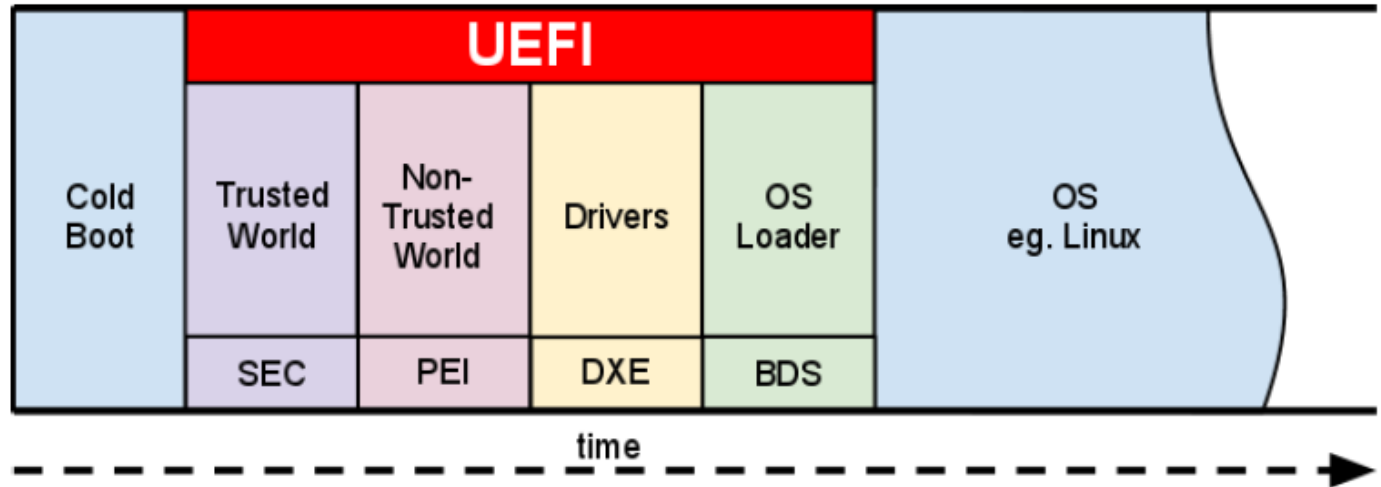 UEFI
Cold
Boot
Trusted
World
Non-
Trusted
World
Drivers
OS
Loader
OS
eg. Linux
SEC
PEI
DXE
BDS
time